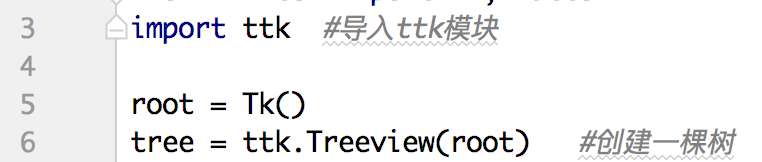 3 import ttk  #导入ttk模块
4
5 root = Tk()
6 tree = ttk.Treeview(root)   #创建一棵树